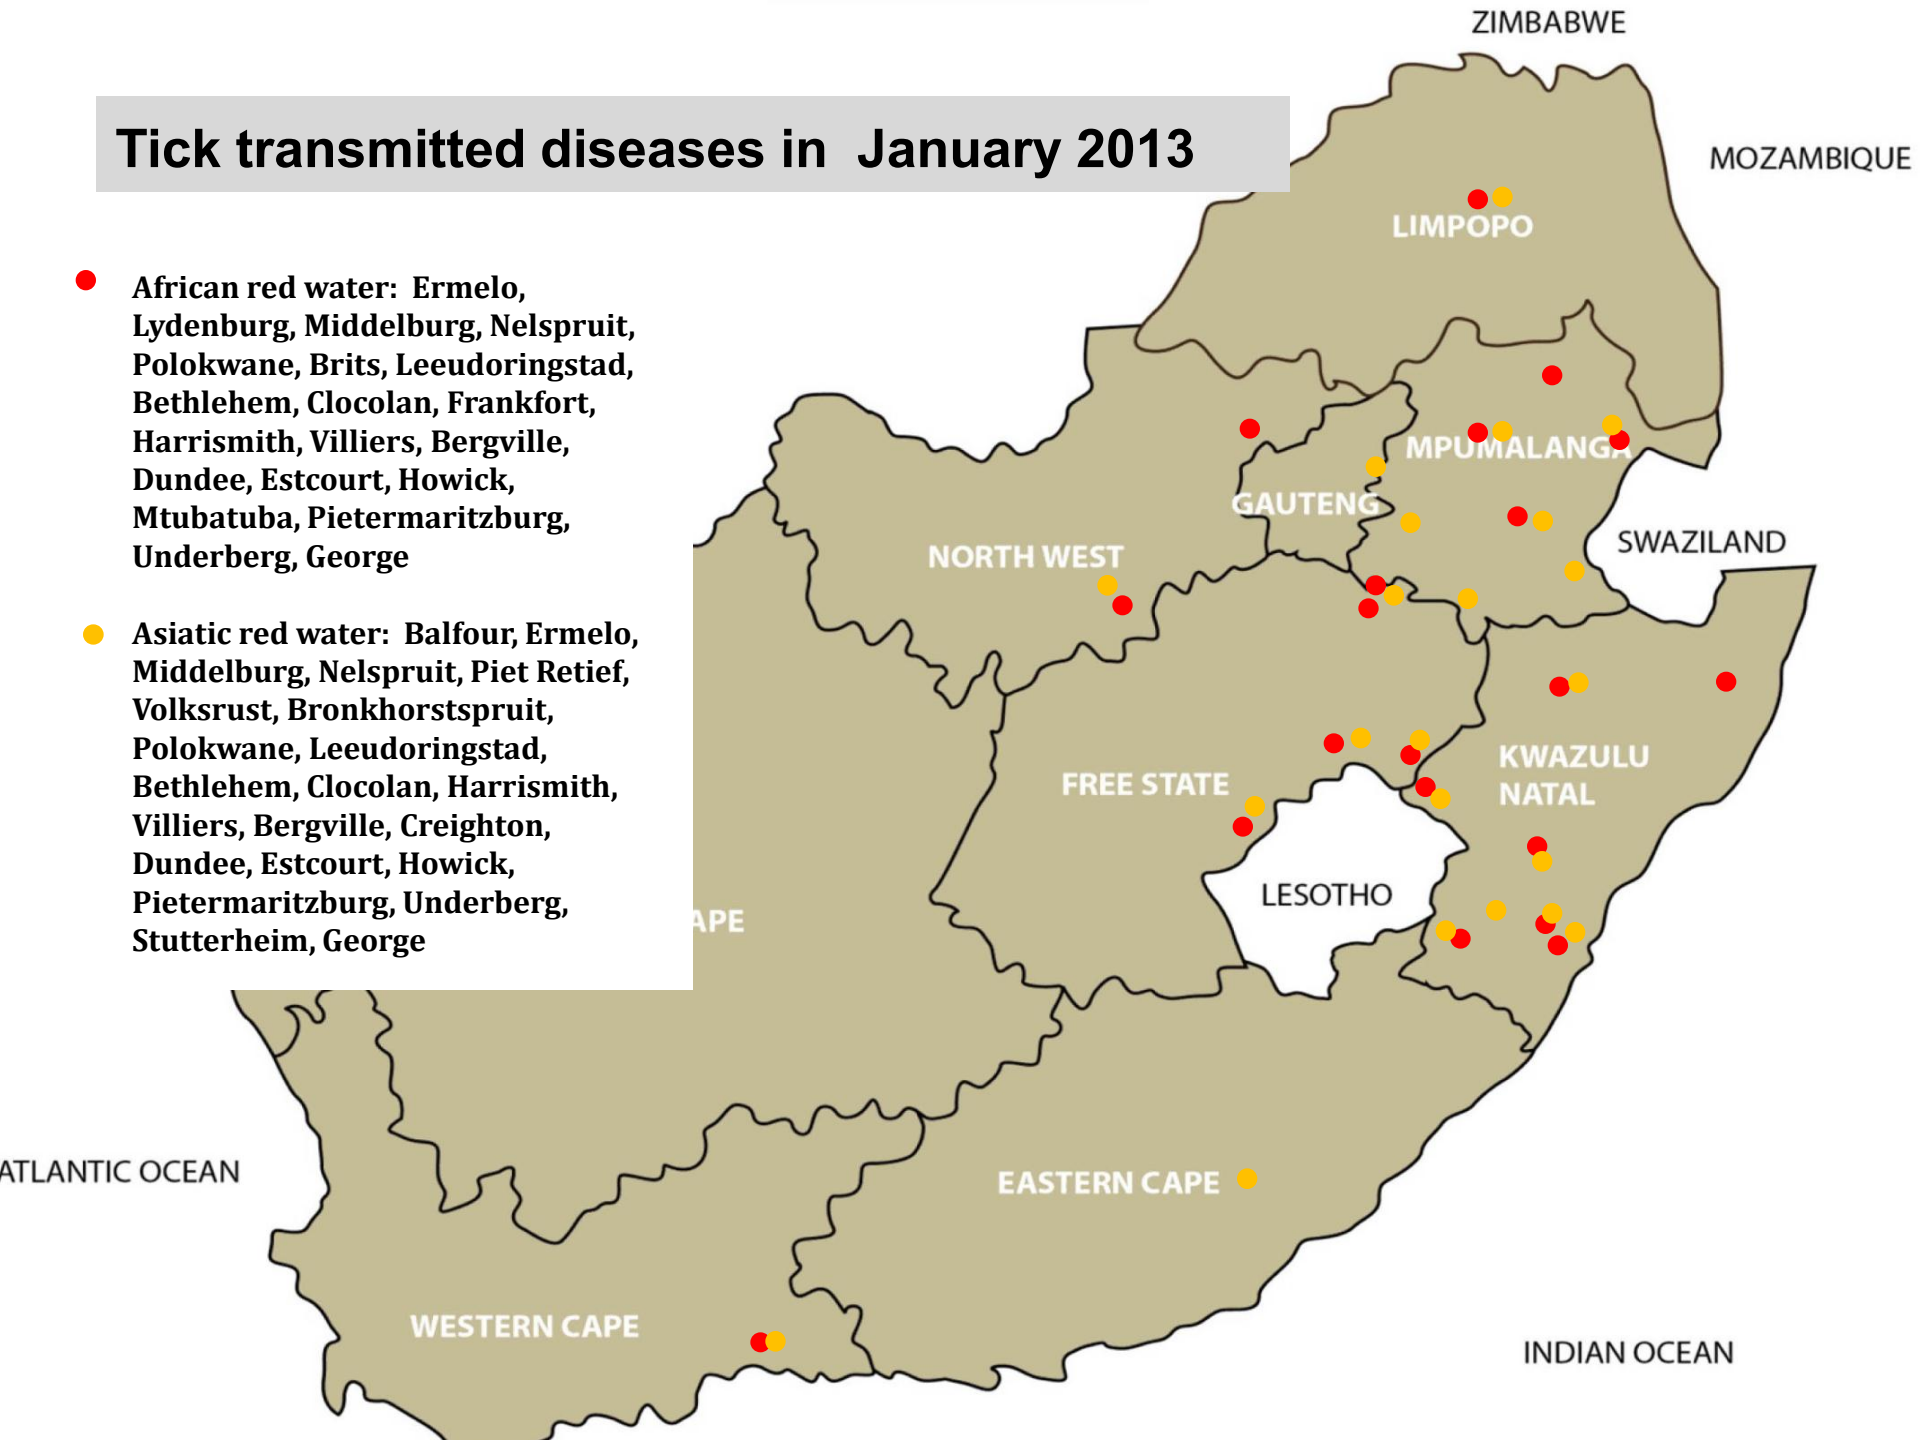 ZIMBABWE
Tick transmitted diseases in  January 2013
MOZAMBIQUE
LIMPOPO
African red water:  Ermelo,
Lydenburg, Middelburg, Nelspruit,
Polokwane, Brits, Leeudoringstad,
Bethlehem, Clocolan, Frankfort,
Harrismith, Villiers, Bergville,
Dundee, Estcourt, Howick,
Mtubatuba, Pietermaritzburg,
Underberg, George
Asiatic red water:  Balfour, Ermelo,
Middelburg, Nelspruit, Piet Retief,
Volksrust, Bronkhorstspruit,
Polokwane, Leeudoringstad,
Bethlehem, Clocolan, Harrismith,
Villiers, Bergville, Creighton,
Dundee, Estcourt, Howick,
Pietermaritzburg, Underberg,
Stutterheim, George
MPUMALANGA
GAUTENG
SWAZILAND
NORTH WEST
KWAZULU
NATAL
FREE STATE
LESOTHO
APE
ATLANTIC OCEAN
EASTERN CAPE
WESTERN CAPE
INDIAN OCEAN